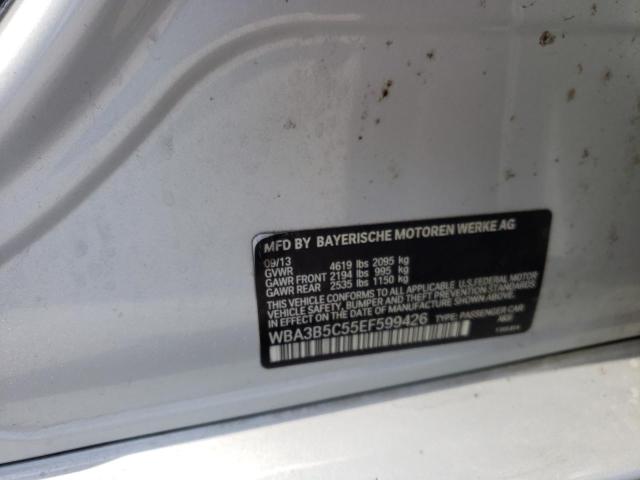 MFD BY BAYERISCHE MOTOREN WERKE AG
09/13
GVWR 4619 lbs 2095 kg
GAWR FRONT 2194 lbs 995 kg
GAWR REAR 2535 lbs 1150 kg
THIS VEHICLE CONFORMS TO ALL APPLICABLE U.S. FEDERAL MOTOR
VEHICLE SAFETY, BUMPER, AND THEFT PREVENTION STANDARDS
IN EFFECT ON THE DATE OF MANUFACTURE SHOWN ABOVE.
WBA3B5C55EF599426 TYPE: PASSENGER CAR